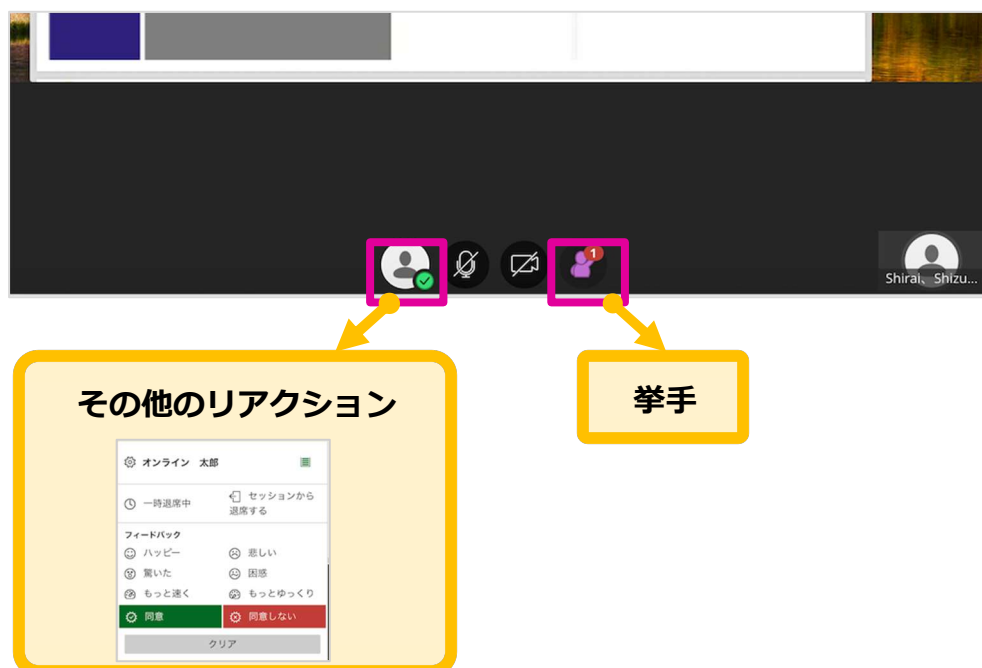 1
Shirai、Shizu...
その他のリアクション
挙手
オンライン 太郎
一時退席中
セッションから
退席する
フィードバック
ハッピー
悲しい
驚いた
困惑
もっと速く
もっとゆっくり
同意
同意しない
クリア